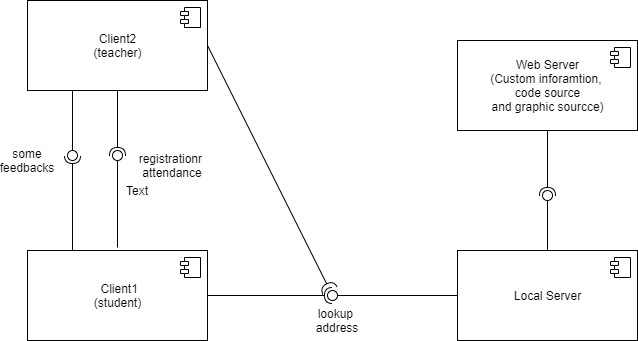 Client2
(teacher)
Web Server
(Custom inforamtion,
code source
and graphic sourcce)
some
feedbacks
registrationr
attendance
Text
Client1
(student)
Local Server
lookup
address